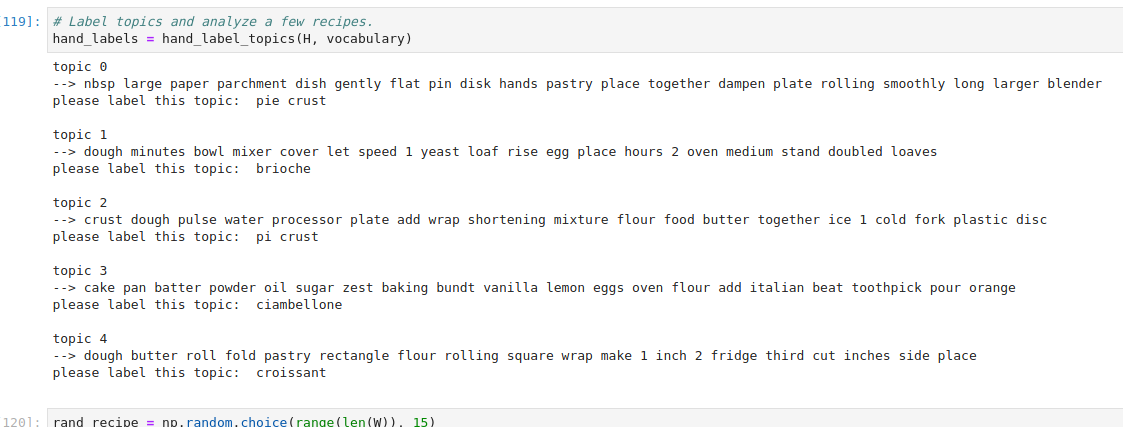 119]: # Label topics and analyze a few recipes.
hand_labels = hand_label_topics(H, vocabulary)
topic 0
--> nbsp large paper parchment dish gently flat pin disk hands pastry place together dampen plate rolling smoothly long larger blender
please label this topic:  pie crust
topic 1
--> dough minutes bowl mixer cover let speed 1 yeast loaf rise egg place hours 2 oven medium stand doubled loaves
please label this topic:  brioche
topic 2
--> crust dough pulse water processor plate add wrap shortening mixture flour food butter together ice 1 cold fork plastic disc
please label this topic:  pi crust
topic 3
--> cake pan batter powder oil sugar zest baking bundt vanilla lemon eggs oven flour add italian beat toothpick pour orange
please label this topic:  ciambellone
topic 4
--> dough butter roll fold pastry rectangle flour rolling square wrap make 1 inch 2 fridge third cut inches side place
please label this topic:  croissant
120]: rand_recipe = np.random.choice(range(len(W)), 15)